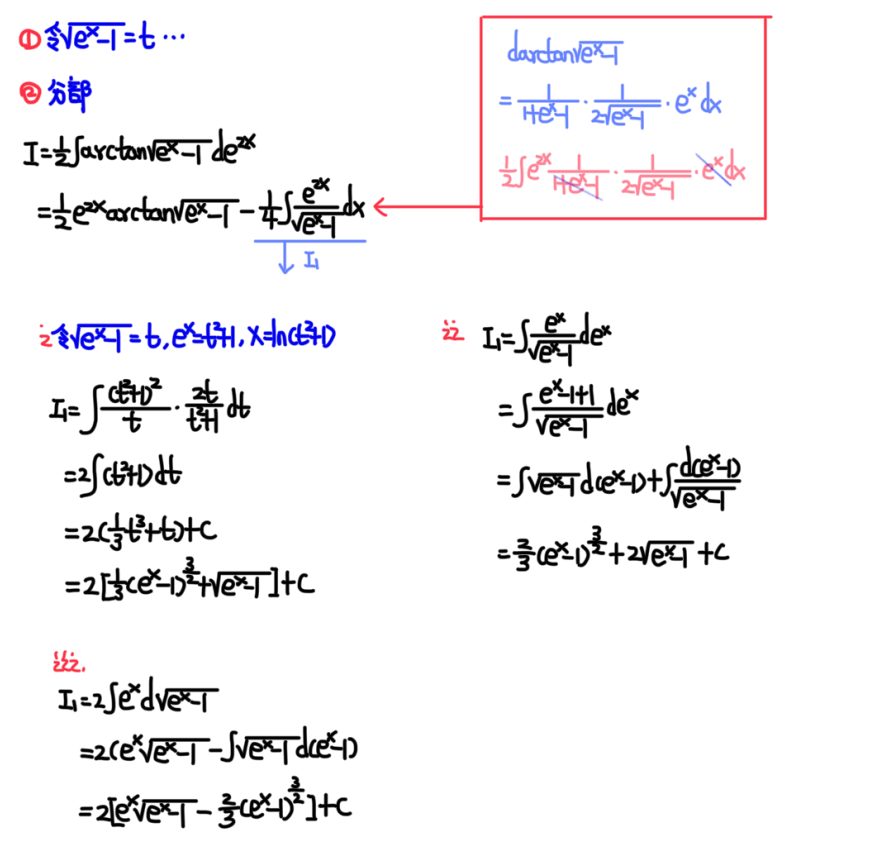 ① 令√(eˣ-1) = t ⋯
② 分部
I = 1/2 ∫ arctan√(eˣ-1) de²ˣ
= 1/2 e²ˣ arctan√(eˣ-1) - 1/4 ∫ e²ˣ/√(eˣ-1) dx
I₁
d arctan√(eˣ-1)
= 1/(1+eˣ-1) · 1/(2√(eˣ-1)) · eˣ dx
1/2 ∫ e²ˣ 1/(1+eˣ-1) · 1/(2√(eˣ-1)) · eˣ dx
i 令√(eˣ-1) = t, eˣ = t²+1, x = ln(t²+1)
I₁ = ∫ (t²+1)²/t · 2t/(t²+1) dt
= 2∫(t²+1)dt
= 2(1/3 t³ + t) + C
= 2[1/3 (eˣ-1)^(3/2) + √(eˣ-1)] + C
ii I₁ = ∫ eˣ/√(eˣ-1) deˣ
= ∫ (eˣ-1+1)/√(eˣ-1) deˣ
= ∫√(eˣ-1) d(eˣ-1) + ∫ d(eˣ-1)/√(eˣ-1)
= 2/3 (eˣ-1)^(3/2) + 2√(eˣ-1) + C
iii.
I₁ = 2∫eˣ d√(eˣ-1)
= 2(eˣ√(eˣ-1) - ∫√(eˣ-1) d(eˣ-1)
= 2[eˣ√(eˣ-1) - 2/3 (eˣ-1)^(3/2)] + C